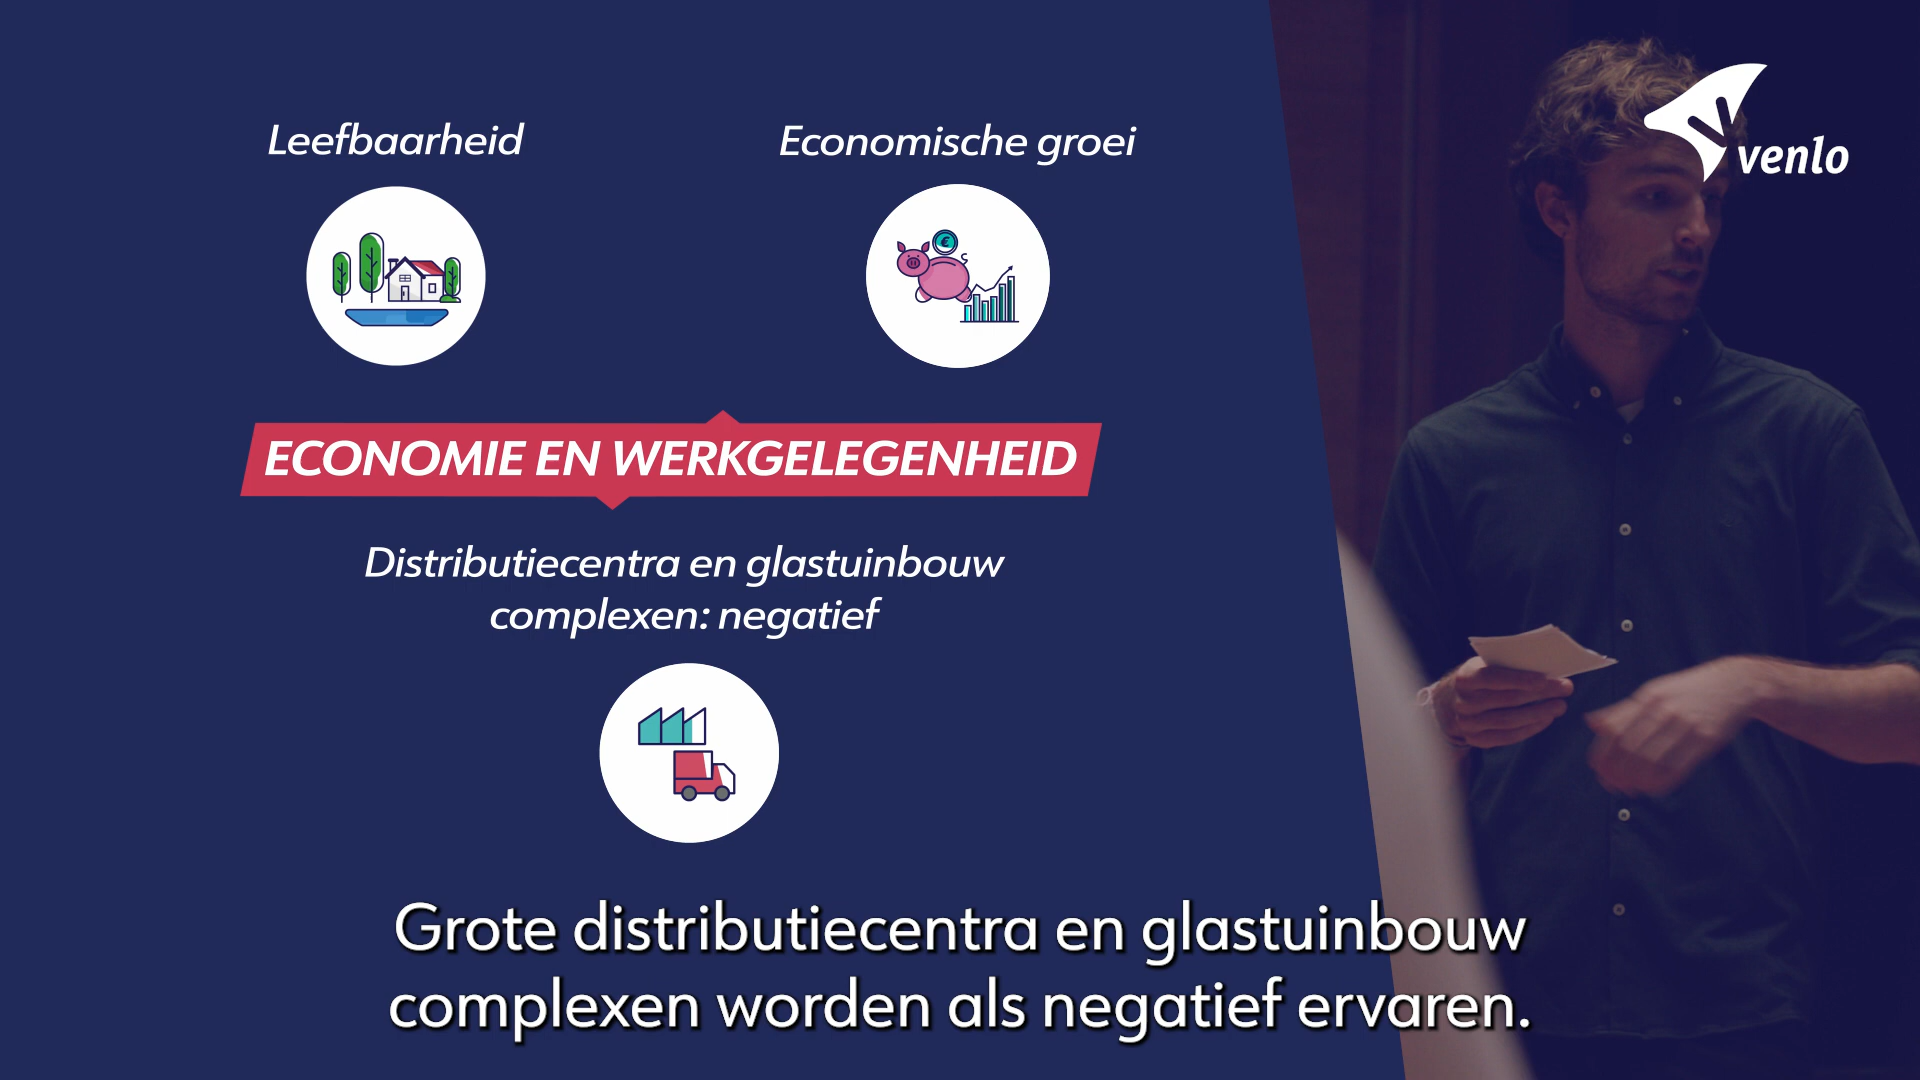 Leefbaarheid
Economische groei
venlo
ECONOMIE EN WERKGELEGENHEID
Distributiecentra en glastuinbouw
complexen: negatief
€
Grote distributiecentra en glastuinbouw
complexen worden als negatief ervaren.